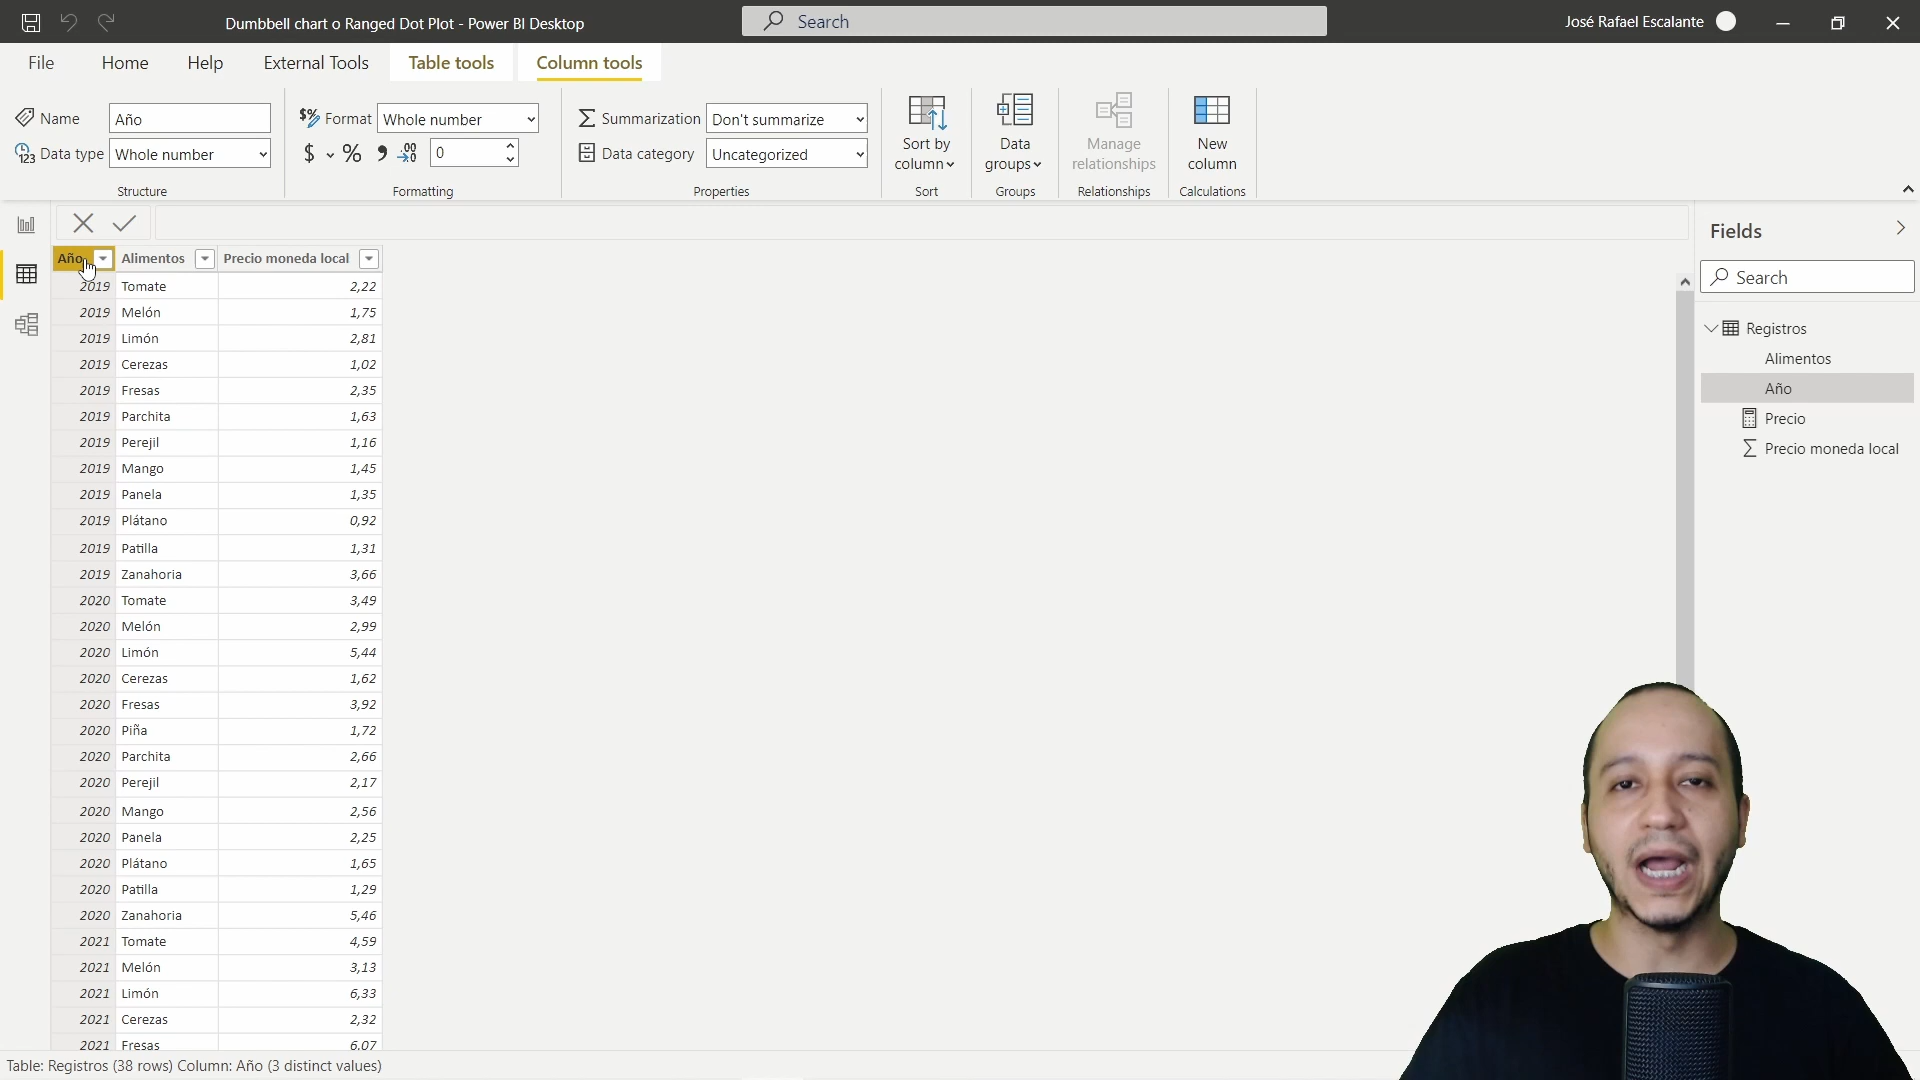 Dumbbell chart o Ranged Dot Plot - Power BI Desktop
Search
José Rafael Escalante
File
Home
Help
External Tools
Table tools
Column tools
Name
Año
Format
Whole number
Summarization
Don't summarize
Sort by
column
Data
groups
Manage
relationships
New
column
Data type
Whole number
$
%
0
Data category
Uncategorized
Structure
Formatting
Properties
Sort
Groups
Relationships
Calculations
Año
Alimentos
Precio moneda local
2019 Tomate 2,22
2019 Melón 1,75
2019 Limón 2,81
2019 Cerezas 1,02
2019 Fresas 2,35
2019 Parchita 1,63
2019 Perejil 1,16
2019 Mango 1,45
2019 Panela 1,35
2019 Plátano 0,92
2019 Patilla 1,31
2019 Zanahoria 3,66
2020 Tomate 3,49
2020 Melón 2,99
2020 Limón 5,44
2020 Cerezas 1,62
2020 Fresas 3,92
2020 Piña 1,72
2020 Parchita 2,66
2020 Perejil 2,17
2020 Mango 2,56
2020 Panela 2,25
2020 Plátano 1,65
2020 Patilla 1,29
2020 Zanahoria 5,46
2021 Tomate 4,59
2021 Melón 3,13
2021 Limón 6,33
2021 Cerezas 2,32
2021 Fresas 6,07
Fields
Search
Registros
Alimentos
Año
Precio
Precio moneda local
Table: Registros (38 rows) Column: Año (3 distinct values)